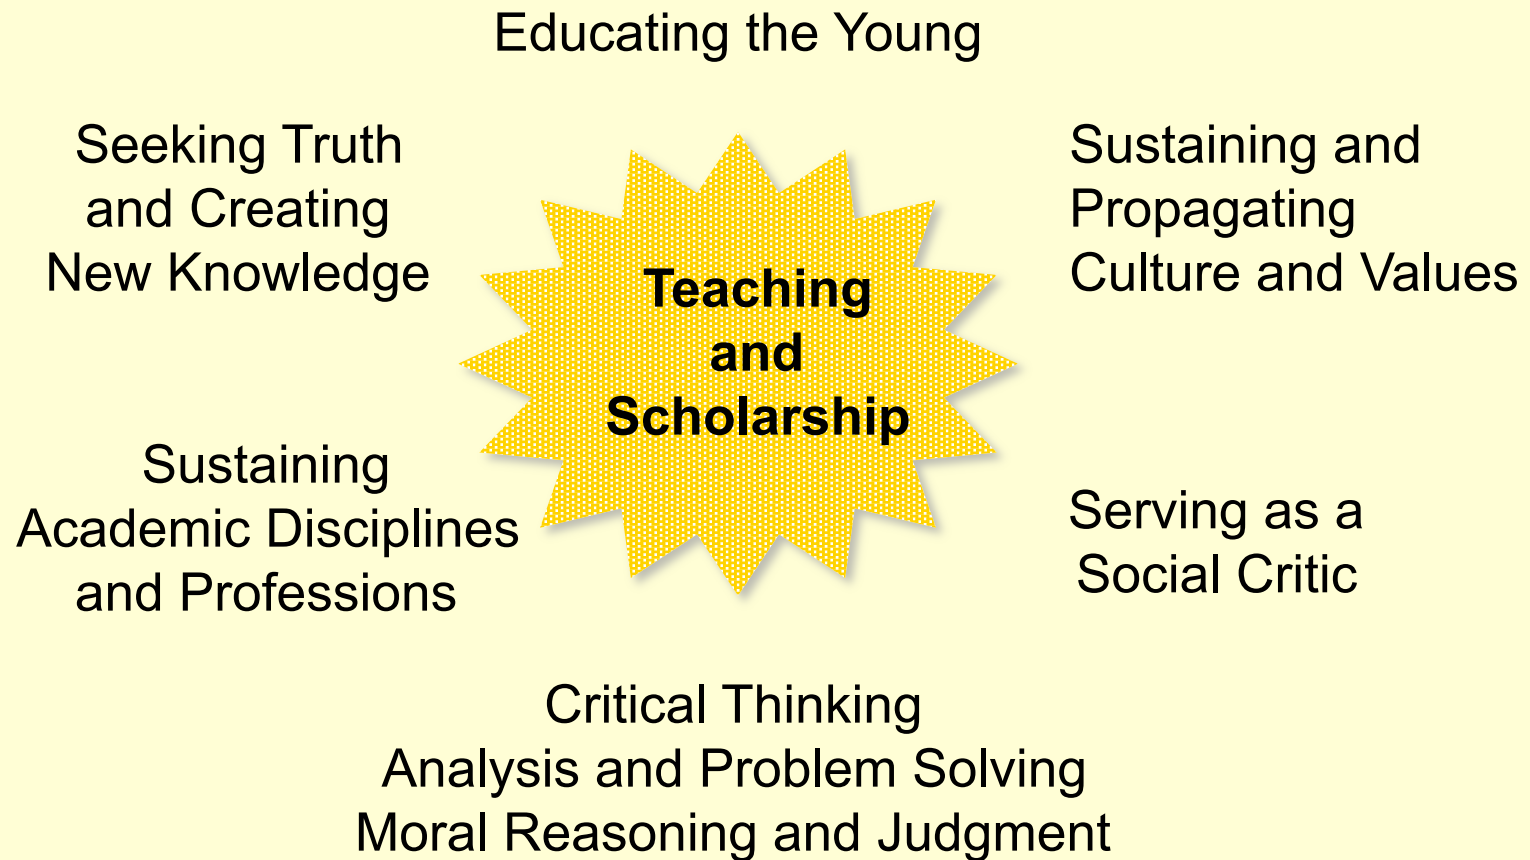 Educating the Young
Seeking Truth
and Creating
New Knowledge
Sustaining and
Propagating
Culture and Values
Teaching
and
Scholarship
Sustaining
Academic Disciplines
and Professions
Serving as a
Social Critic
Critical Thinking
Analysis and Problem Solving
Moral Reasoning and Judgment